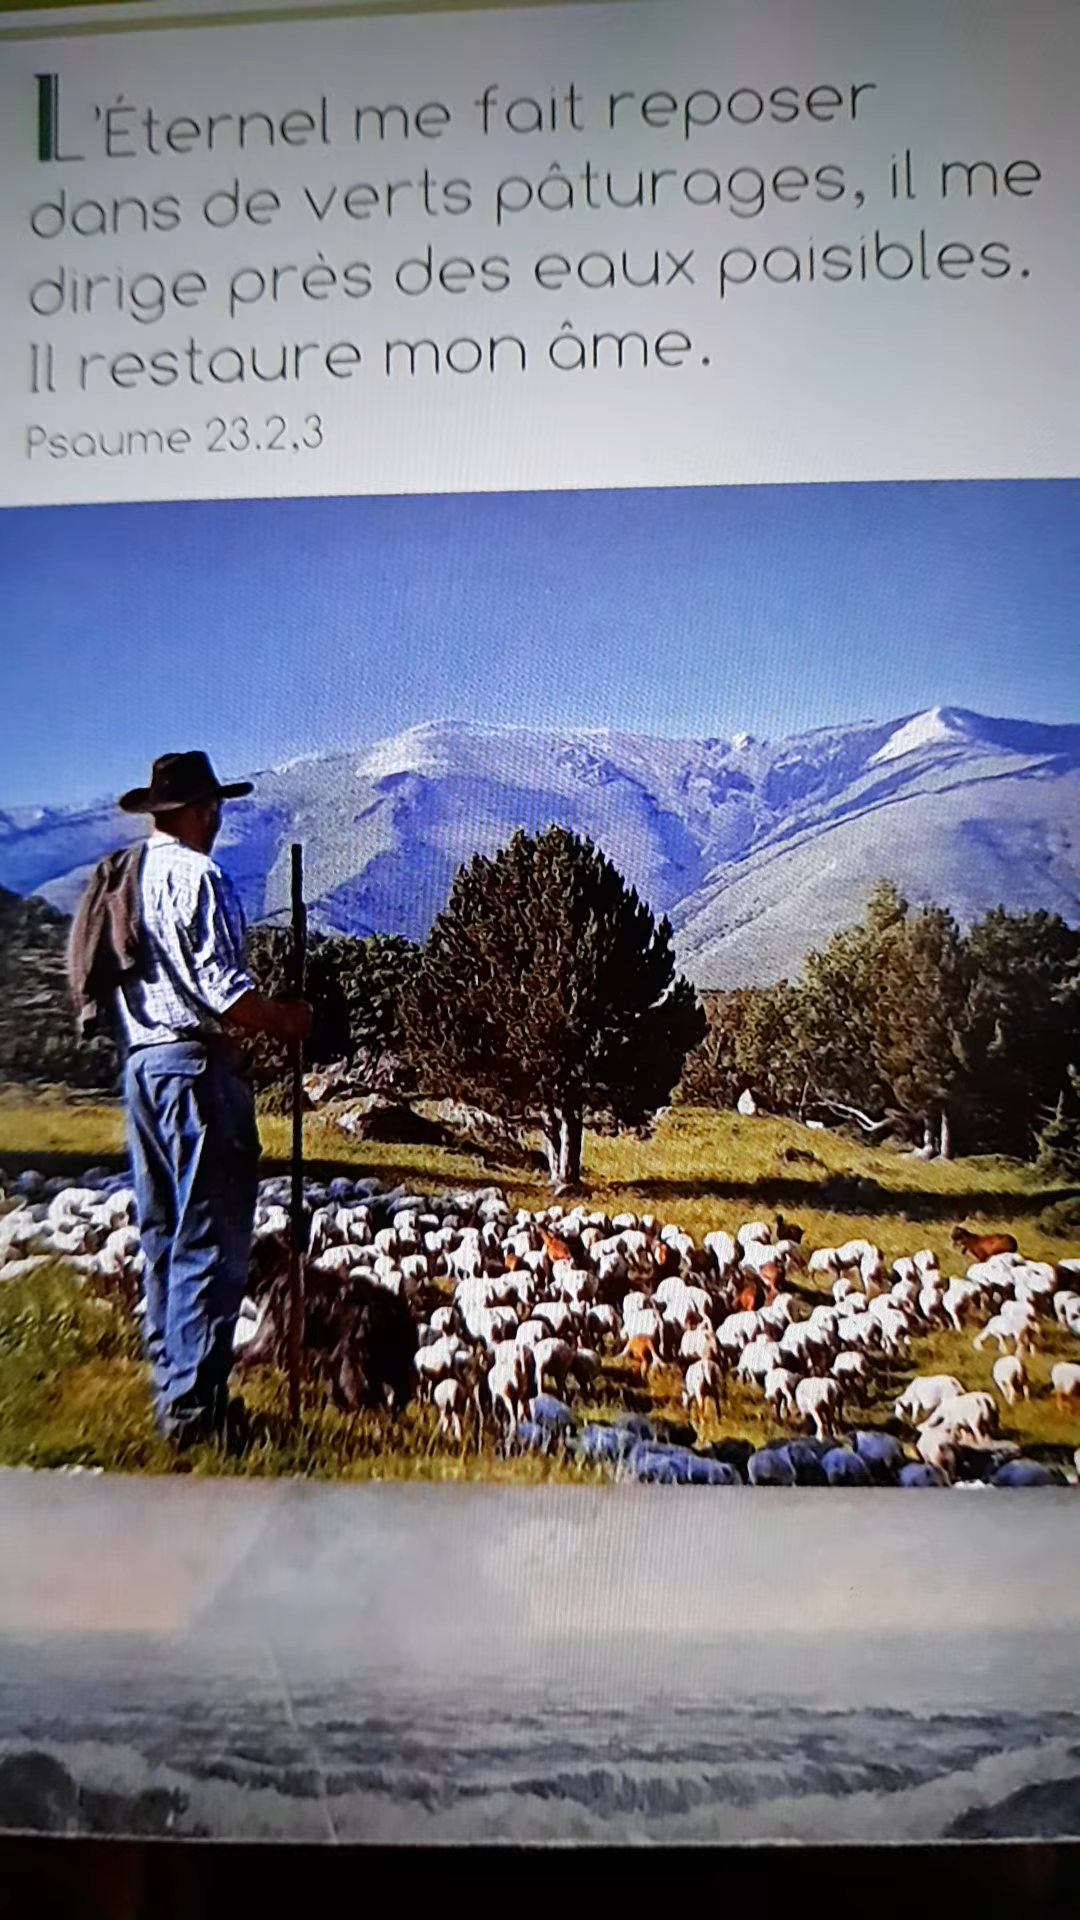 L'Éternel me fait reposer
dans de verts pâturages, il me
dirige près des eaux paisibles.
Il restaure mon âme.
Psaume 23.2,3